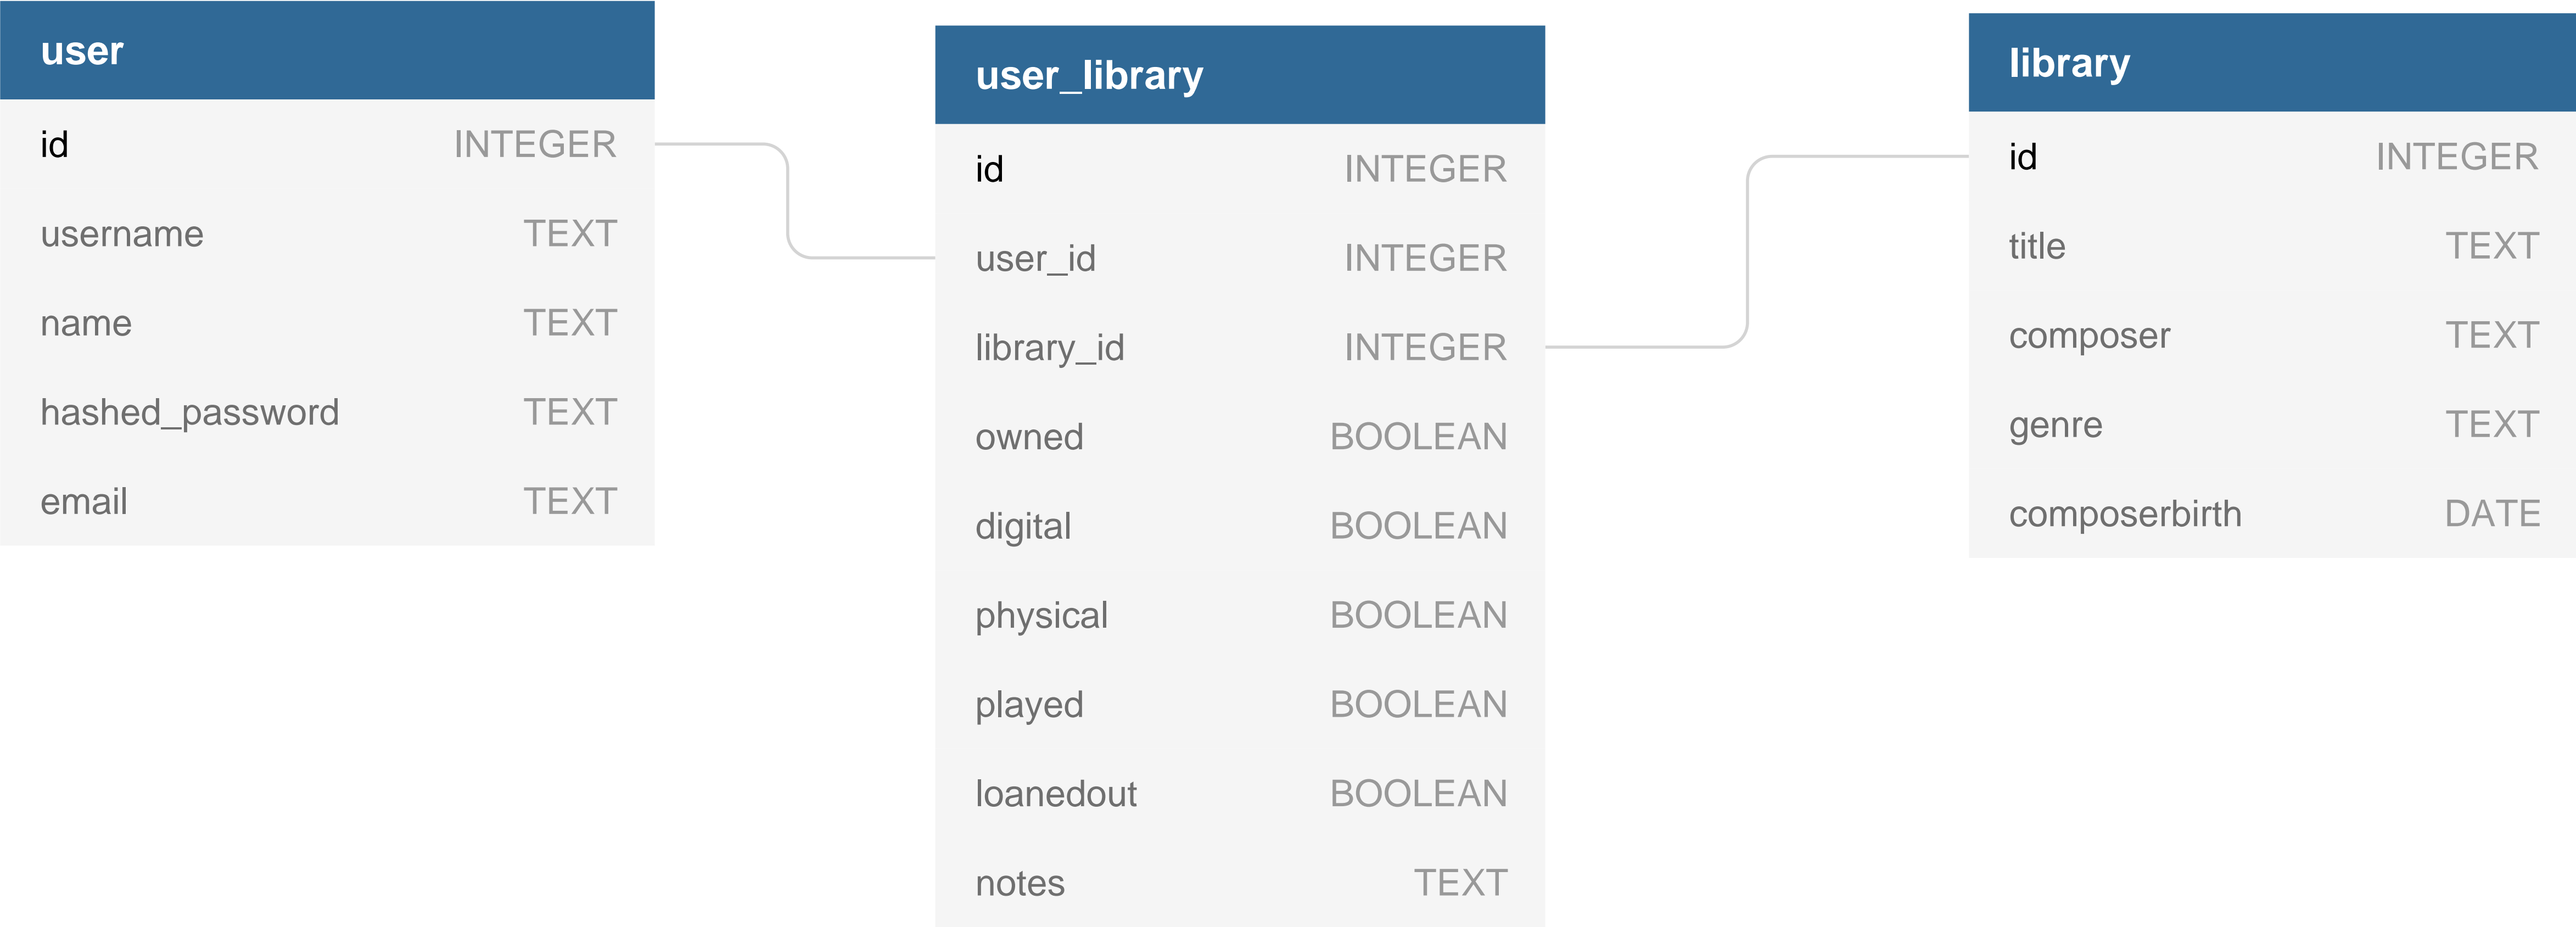 user
id INTEGER
username TEXT
name TEXT
hashed_password TEXT
email TEXT
user_library
id INTEGER
user_id INTEGER
library_id INTEGER
owned BOOLEAN
digital BOOLEAN
physical BOOLEAN
played BOOLEAN
loanedout BOOLEAN
notes TEXT
library
id INTEGER
title TEXT
composer TEXT
genre TEXT
composerbirth DATE